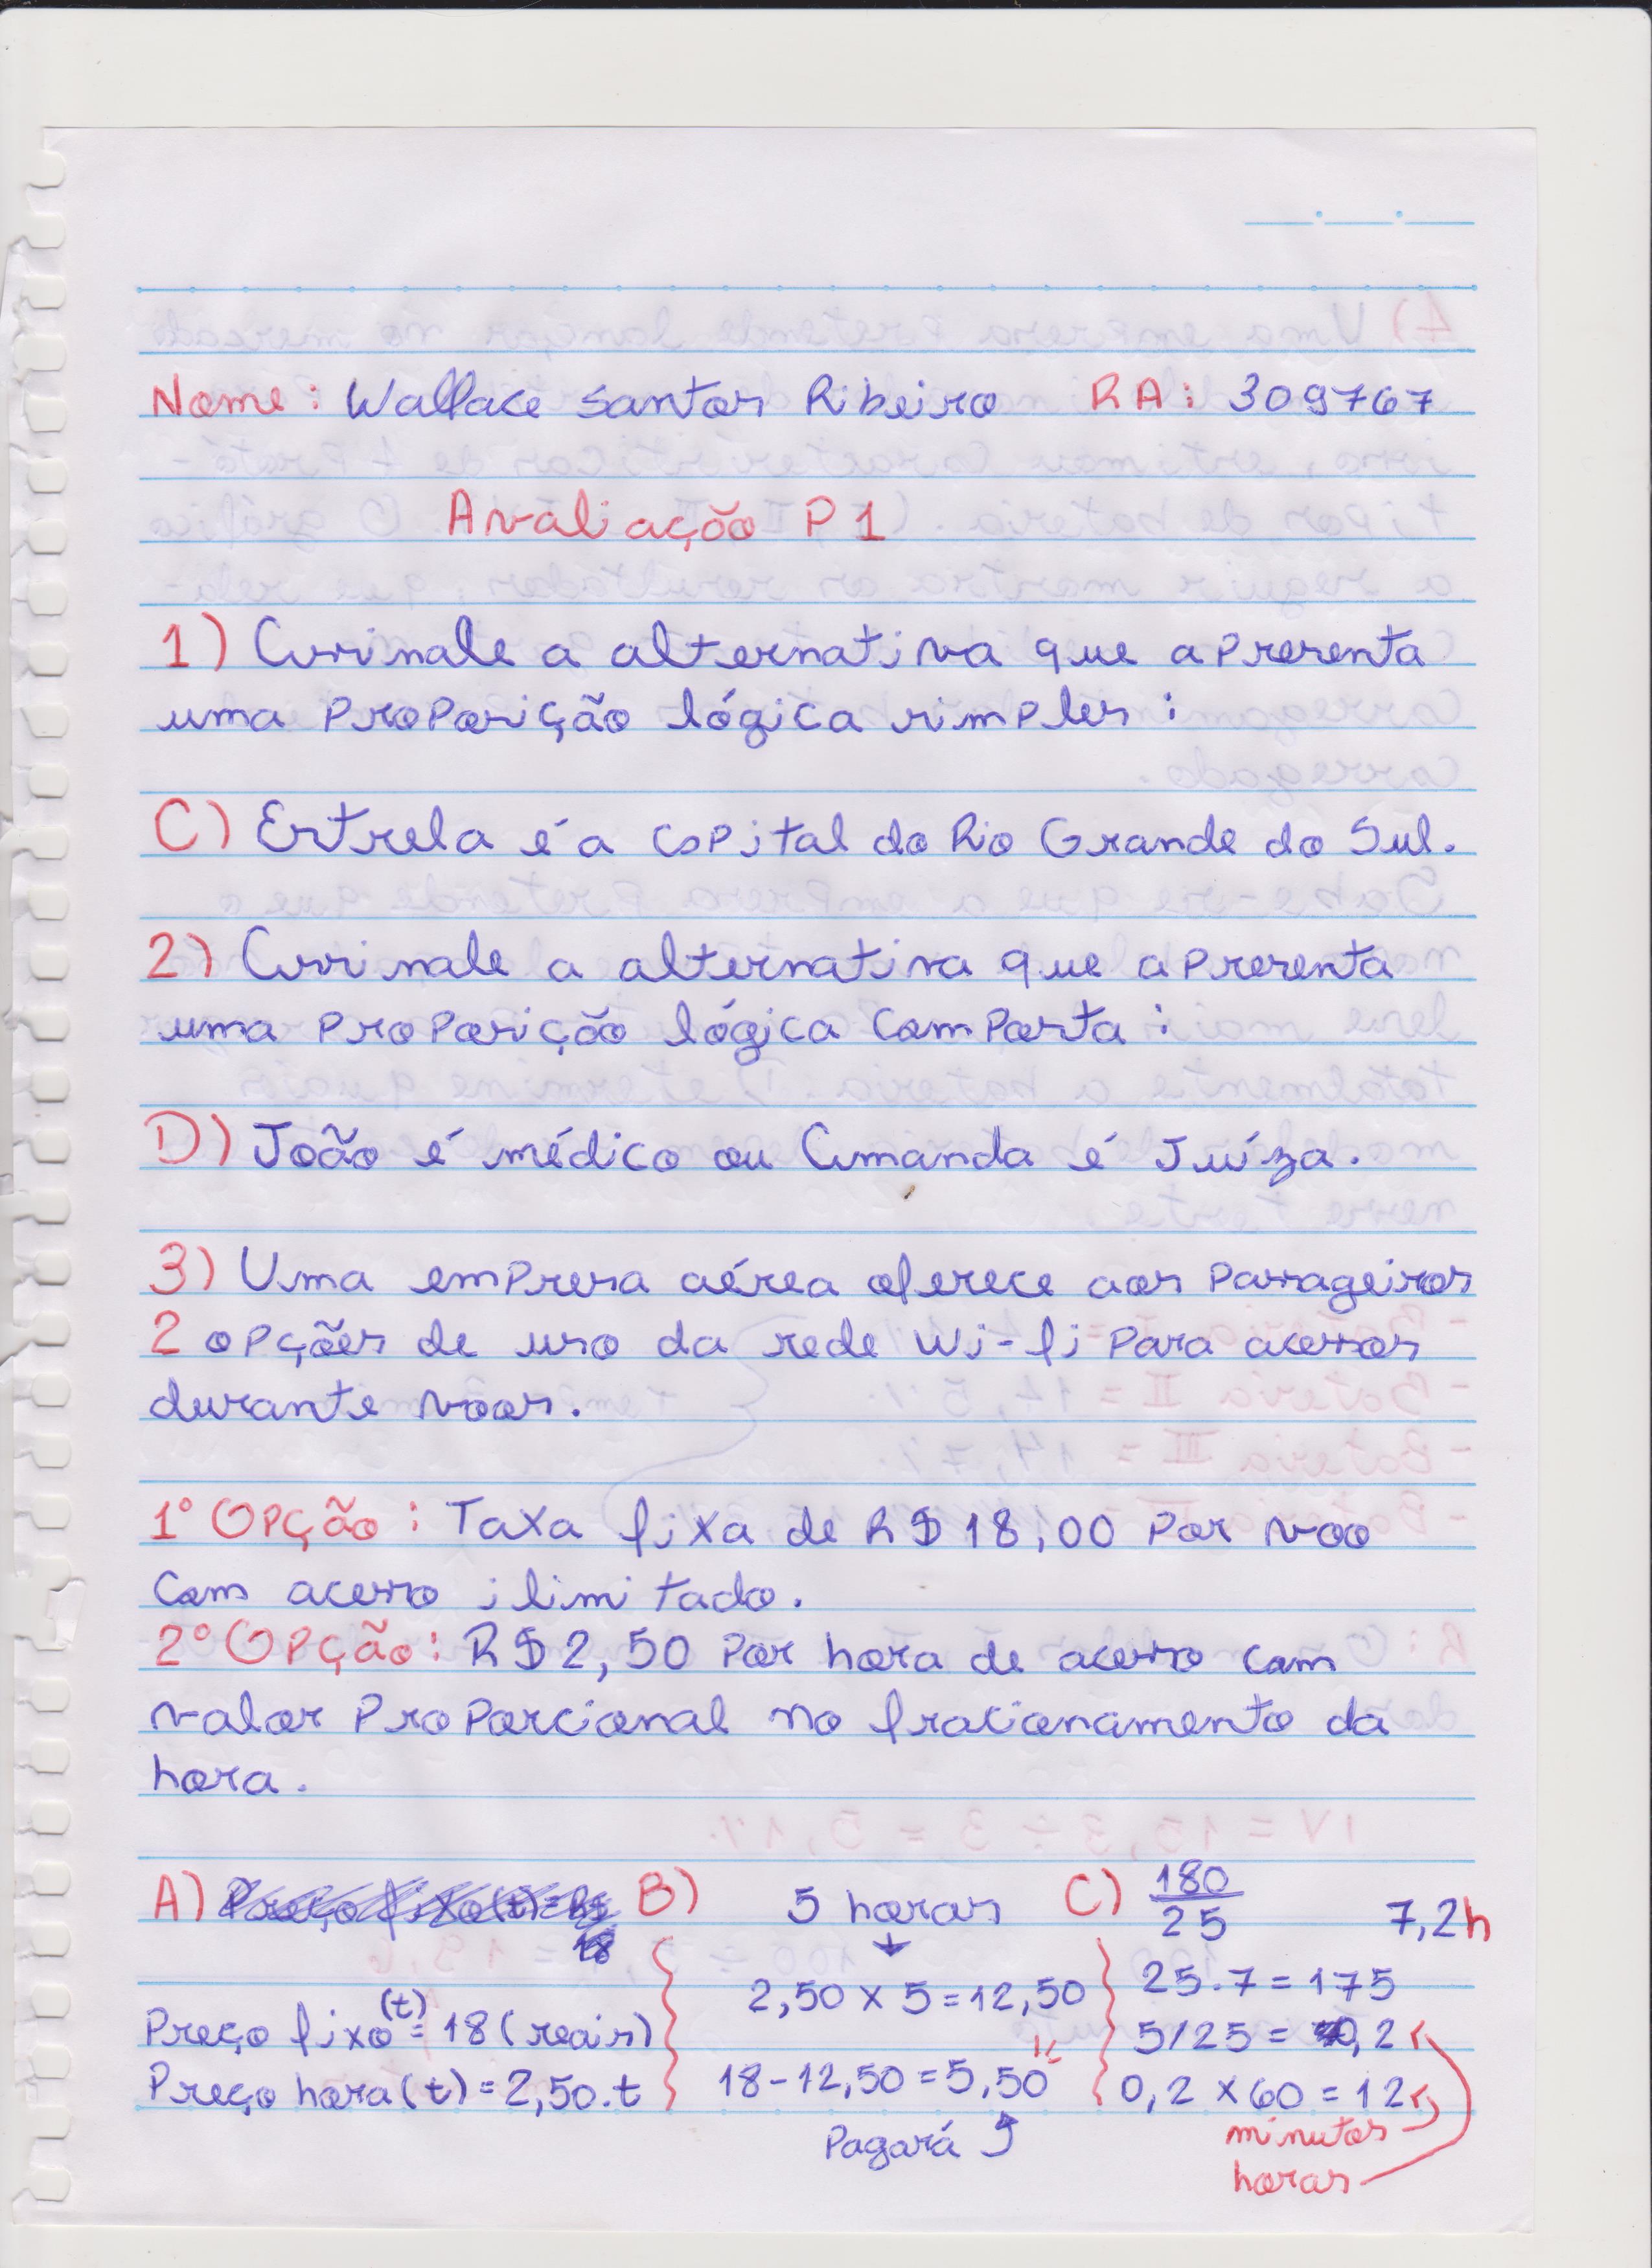 Nome: Wallace Santos Ribeiro RA: 309767
Avaliação P1
1) Assinale a alternativa que apresenta
uma proposição lógica simples:
C) Estrela é a capital do Rio Grande do Sul.
2) Assinale a alternativa que apresenta
uma proposição lógica composta:
D) João é médico ou Amanda é Juíza.
3) Uma empresa aérea oferece aos passageiros
2 opções de uso da rede Wi-fi para acessos
durante voos.
1º Opção: Taxa fixa de R$ 18,00 por voo
com acesso ilimitado.
2º Opção: R$ 2,50 por hora de acesso com
valor proporcional no fracionamento da
hora.
A)
Preço fixo (t) = 18 (reais)
Preço hora (t) = 2,50.t
B) 5 horas
2,50 x 5 = 12,50
18 - 12,50 = 5,50
Pagará
C) 180
25
7,2h
25.7 = 175
5/25 = 0,2
0,2 x 60 = 12
minutos
horas